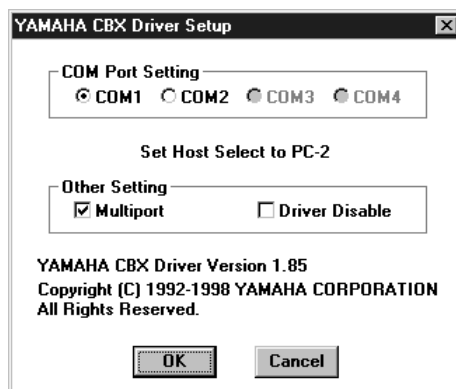 YAMAHA CBX Driver Setup
COM Port Setting
COM1 COM2 COM3 COM4
Set Host Select to PC-2
Other Setting
Multiport Driver Disable
YAMAHA CBX Driver Version 1.85
Copyright (C) 1992-1998 YAMAHA CORPORATION
All Rights Reserved.
OK Cancel